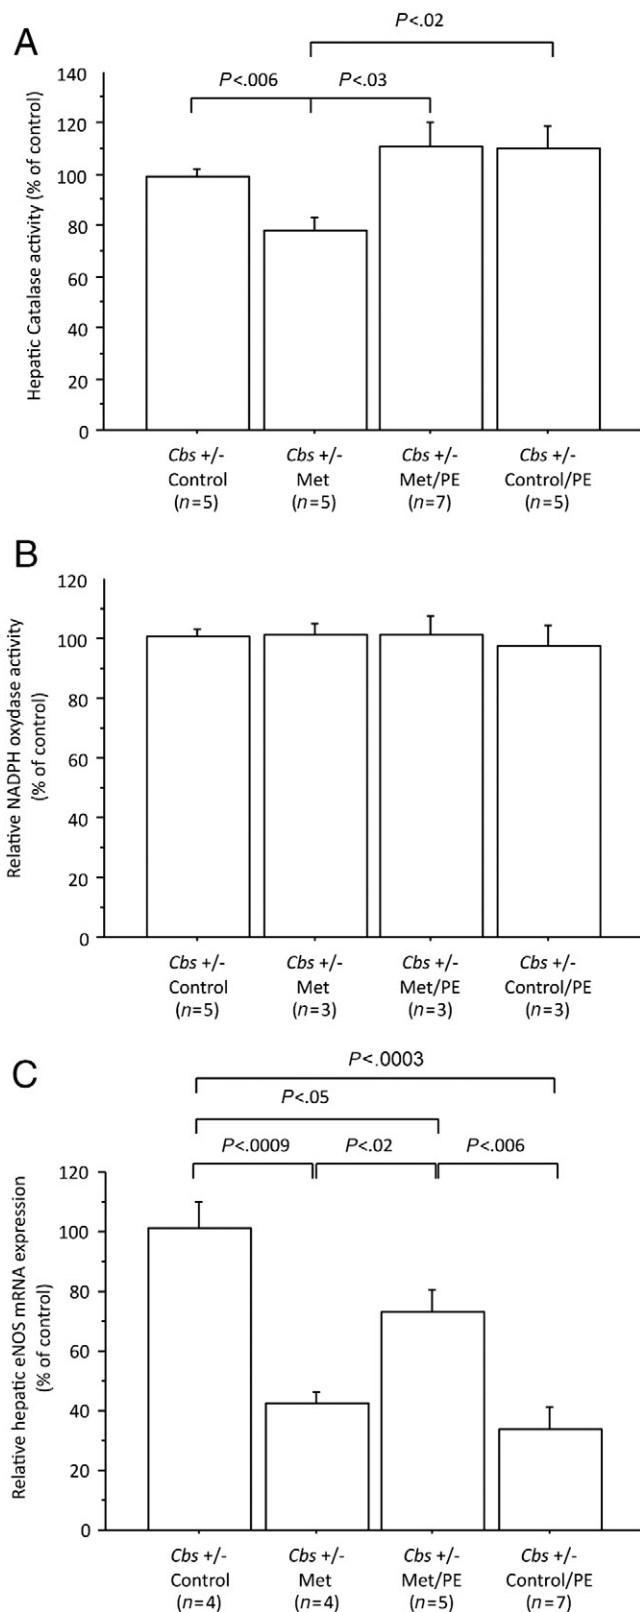 A
P<.02
P<.006 P<.03
140
120
100
80
60
40
20
0
Hepatic Catalase activity (% of control)
Cbs +/- Cbs +/- Cbs +/- Cbs +/-
Control Met Met/PE Control/PE
(n=5) (n=5) (n=7) (n=5)
B
120
100
80
60
40
20
0
Relative NADPH oxydase activity
(% of control)
Cbs +/- Cbs +/- Cbs +/- Cbs +/-
Control Met Met/PE Control/PE
(n=5) (n=3) (n=3) (n=3)
C
P<.0003
P<.05
P<.0009 P<.02 P<.006
120
100
80
60
40
20
0
Relative hepatic eNOS mRNA expression
(% of control)
Cbs +/- Cbs +/- Cbs +/- Cbs +/-
Control Met Met/PE Control/PE
(n=4) (n=4) (n=5) (n=7)